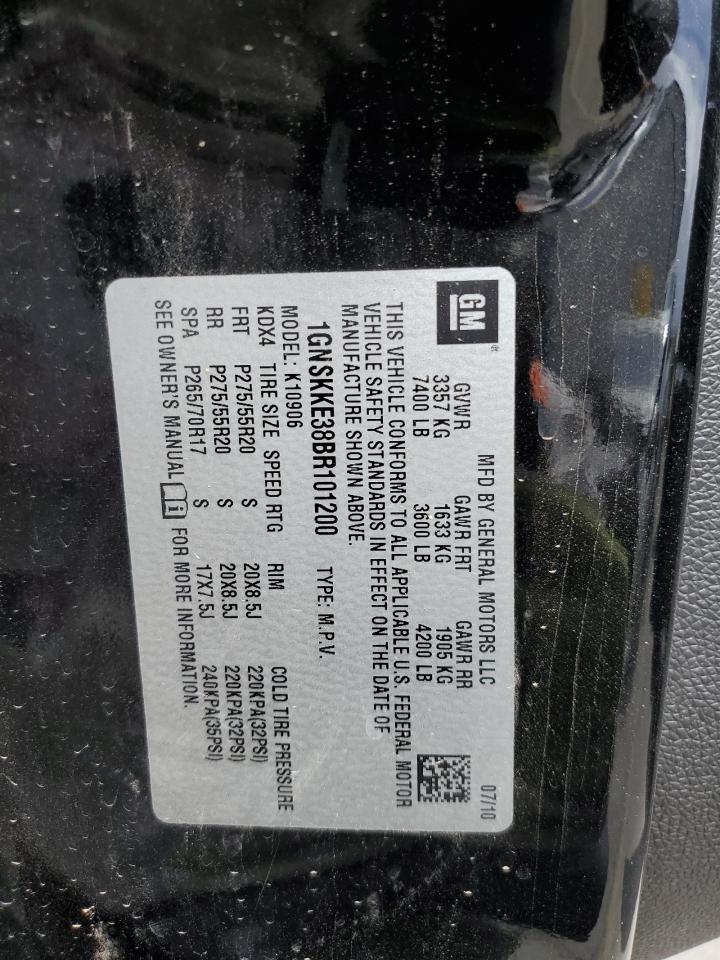 GM ®
MFD BY GENERAL MOTORS LLC 07/10
GVWR GAWR FRT GAWR RR
3357 KG 1633 KG 1905 KG
7400 LB 3600 LB 4200 LB
THIS VEHICLE CONFORMS TO ALL APPLICABLE U.S. FEDERAL MOTOR
VEHICLE SAFETY STANDARDS IN EFFECT ON THE DATE OF
MANUFACTURE SHOWN ABOVE.
1GNSKKE38BR101200 TYPE: M.P.V.
MODEL: K10906
KDX4 TIRE SIZE SPEED RTG RIM COLD TIRE PRESSURE
FRT P275/55R20 S 20X8.5J 220KPA(32PSI)
RR P275/55R20 S 20X8.5J 220KPA(32PSI)
SPA P265/70R17 S 17X7.5J 240KPA(35PSI)
SEE OWNER'S MANUAL i FOR MORE INFORMATION.